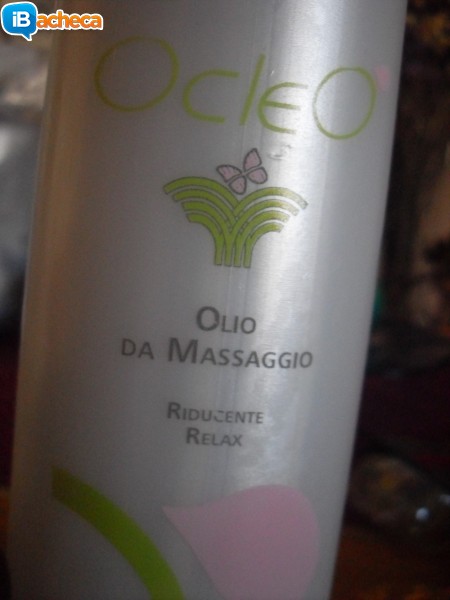 iBacheca
OcleO
OLIO
DA MASSAGGIO
RIDUCENTE
RELAX